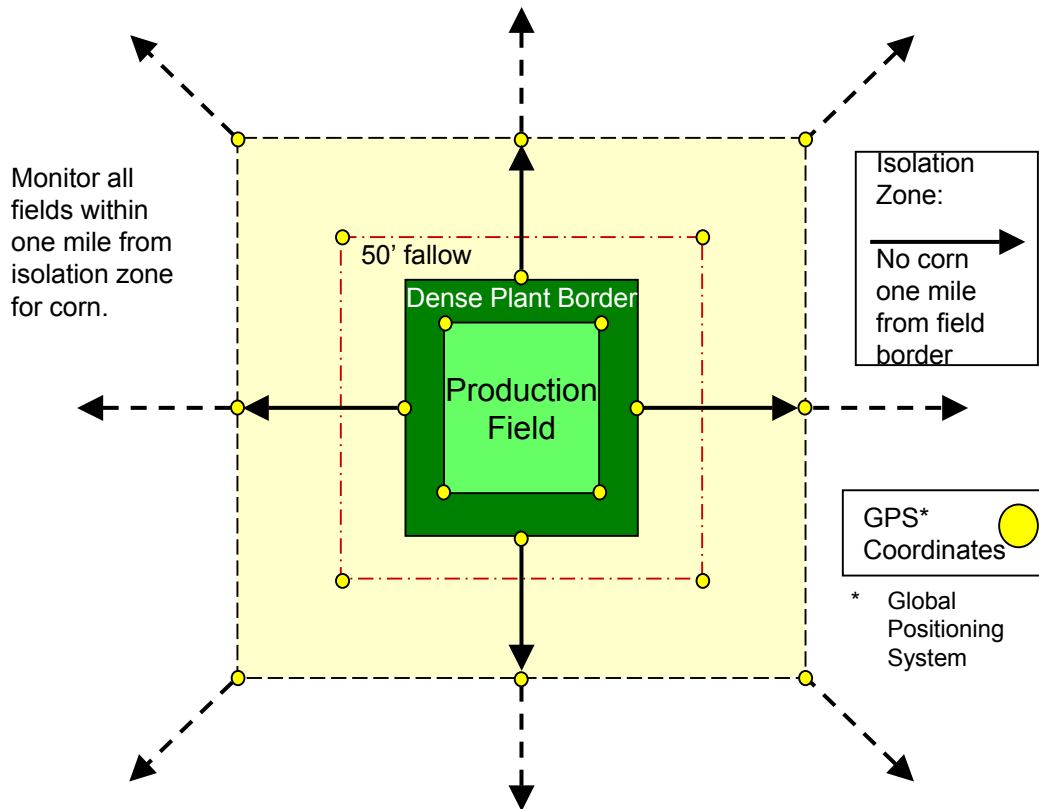 Monitor all
fields within
one mile from
isolation zone
for corn.
50’ fallow
Dense Plant Border
Production
Field
Isolation
Zone:
No corn
one mile
from field
border
GPS*
Coordinates
* Global
Positioning
System